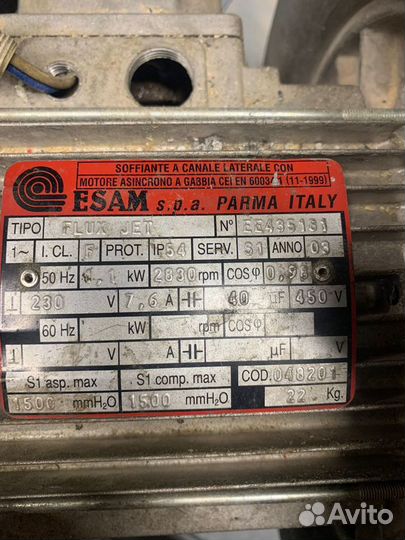 SOFFIANTE A CANALE LATERALE CON
MOTORE ASINCRONO A GABBIA CEI EN 60034-1 (11-1999)
ESAM s.p.a. PARMA ITALY
TIPO FLUX JET N° EE435131
1~ I.CL. F PROT. IP54 SERV. S1 ANNO 03
50 Hz 1.1 kW 2830 rpm COSφ
230 V 7,6 A 40 µF 450 V
60 Hz kW rpm COSφ
V A µF V
S1 asp. max S1 comp. max COD. 048201
1500 mmH2O 1500 mmH2O 22 Kg.
Avito